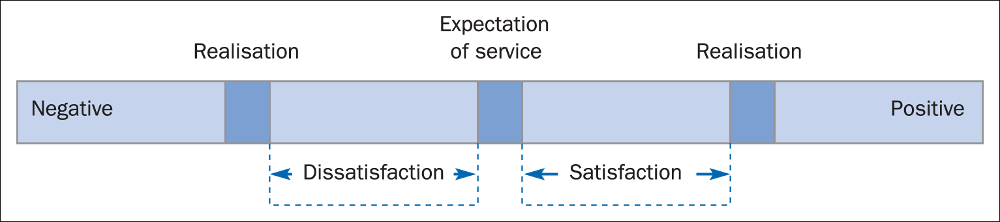 Expectation
Realisation of service Realisation
Negative Positive
Dissatisfaction Satisfaction